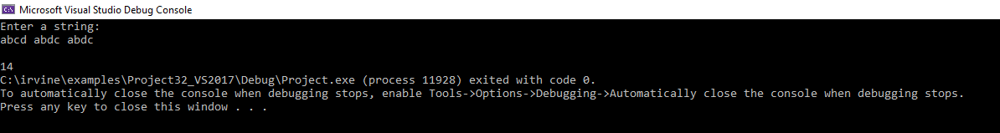 C:\ Microsoft Visual Studio Debug Console
Enter a string:
abcd abdc abdc
14
C:\irvine\examples\Project32_VS2017\Debug\Project.exe (process 11928) exited with code 0.
To automatically close the console when debugging stops, enable Tools->Options->Debugging->Automatically close the console when debugging stops.
Press any key to close this window . . .